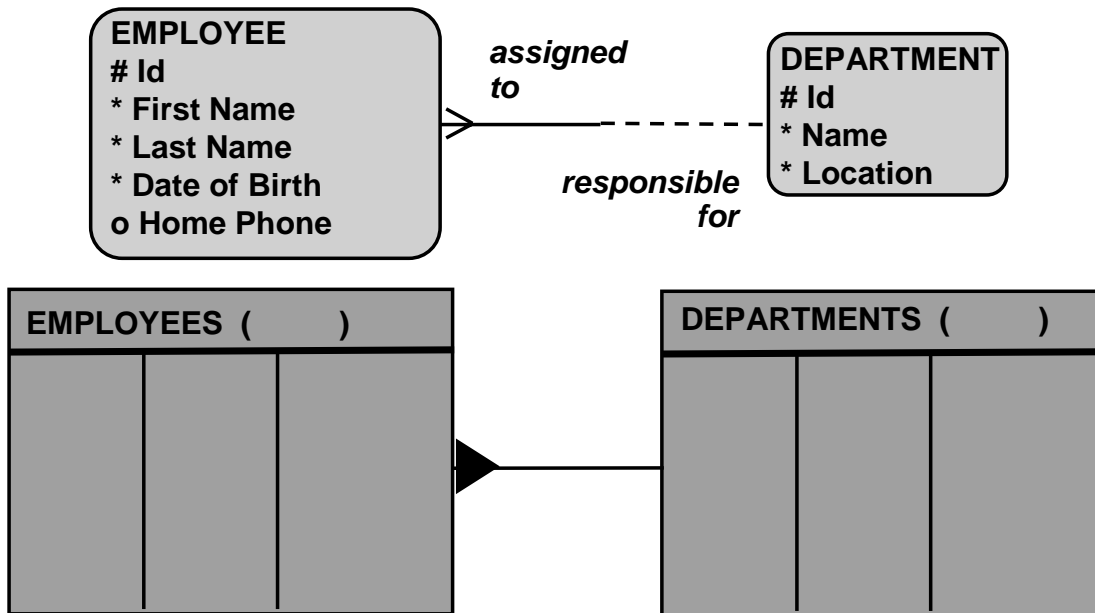 EMPLOYEE
# Id
* First Name
* Last Name
* Date of Birth
o Home Phone
assigned
to
responsible
for
DEPARTMENT
# Id
* Name
* Location
EMPLOYEES ( )
DEPARTMENTS ( )